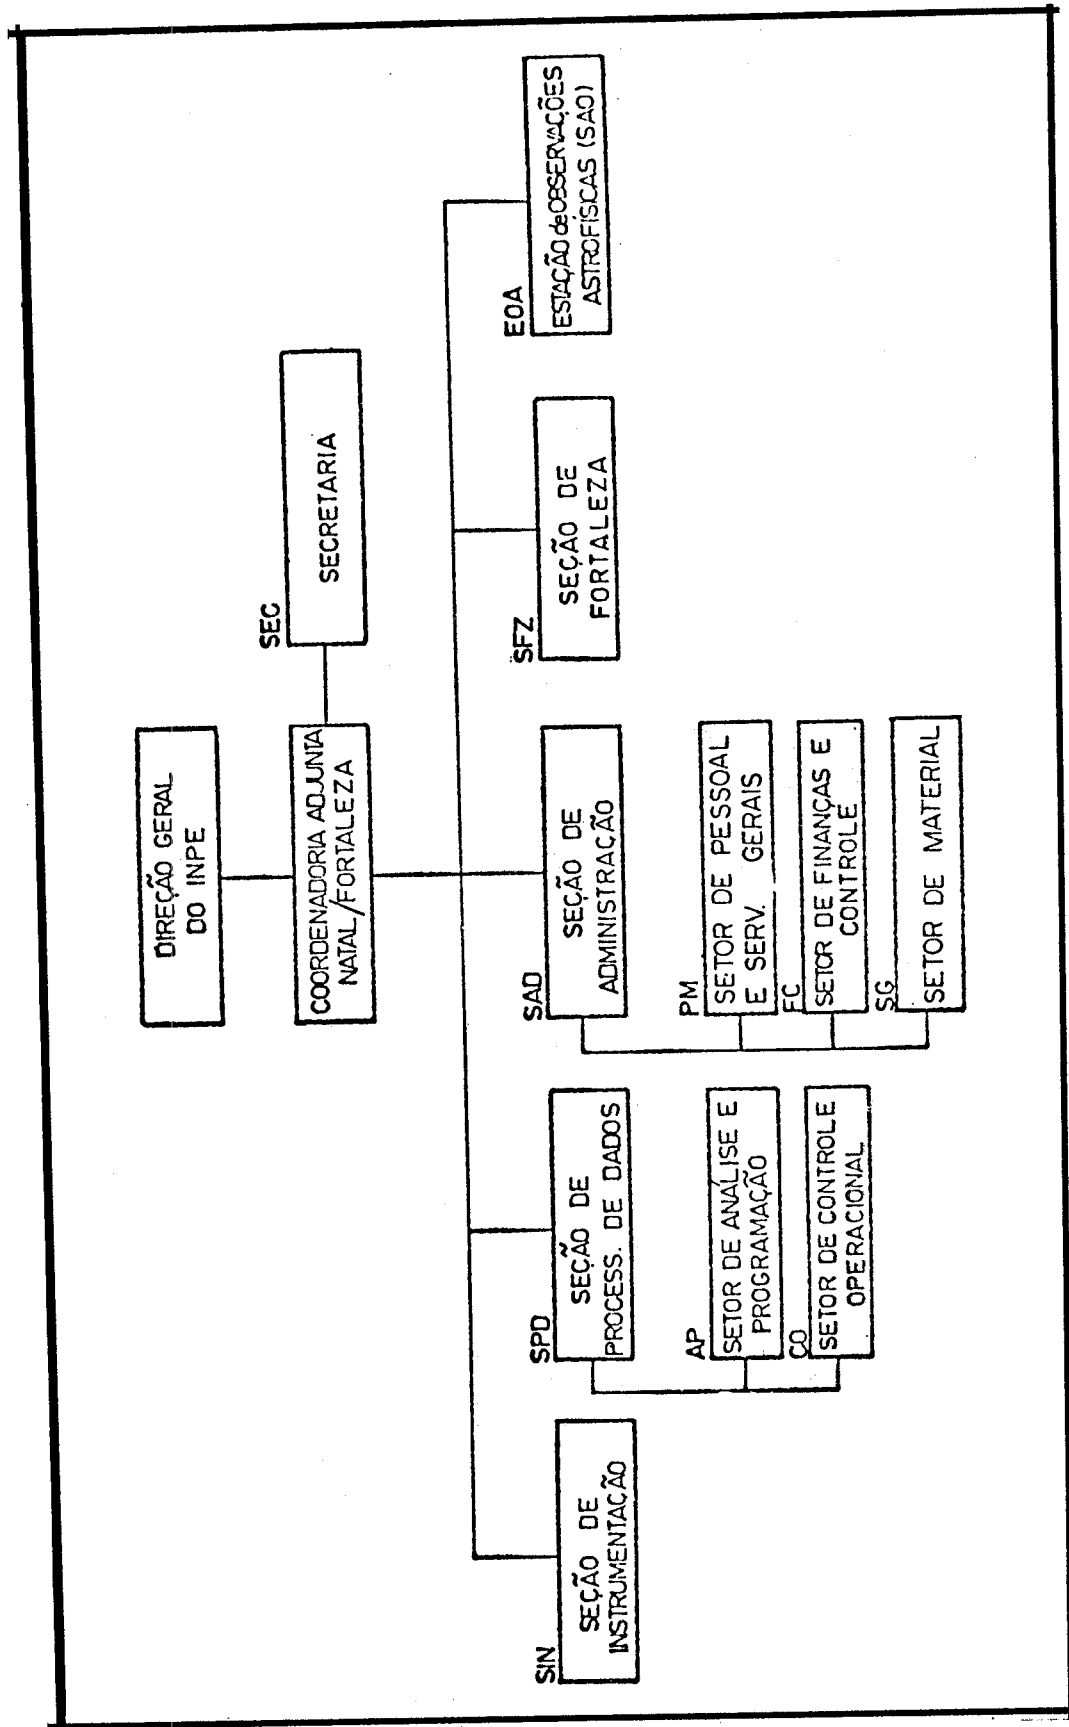 DIREÇÃO GERAL
DO INPE
COORDENADORIA ADJUNTA
NATAL/FORTALEZA
SEC
SECRETARIA
SIN
SEÇÃO DE
INSTRUMENTAÇÃO
SPD
SEÇÃO DE
PROCESS. DE DADOS
AP
SETOR DE ANÁLISE E
PROGRAMAÇÃO
CO
SETOR DE CONTROLE
OPERACIONAL
SAD
SEÇÃO DE
ADMINISTRAÇÃO
PM
SETOR DE PESSOAL
E SERV. GERAIS
FC
SETOR DE FINANÇAS E
CONTROLE
SG
SETOR DE MATERIAL
SFZ
SEÇÃO DE
FORTALEZA
EOA
ESTAÇÃO de OBSERVAÇÕES
ASTROFÍSICAS (SAO)